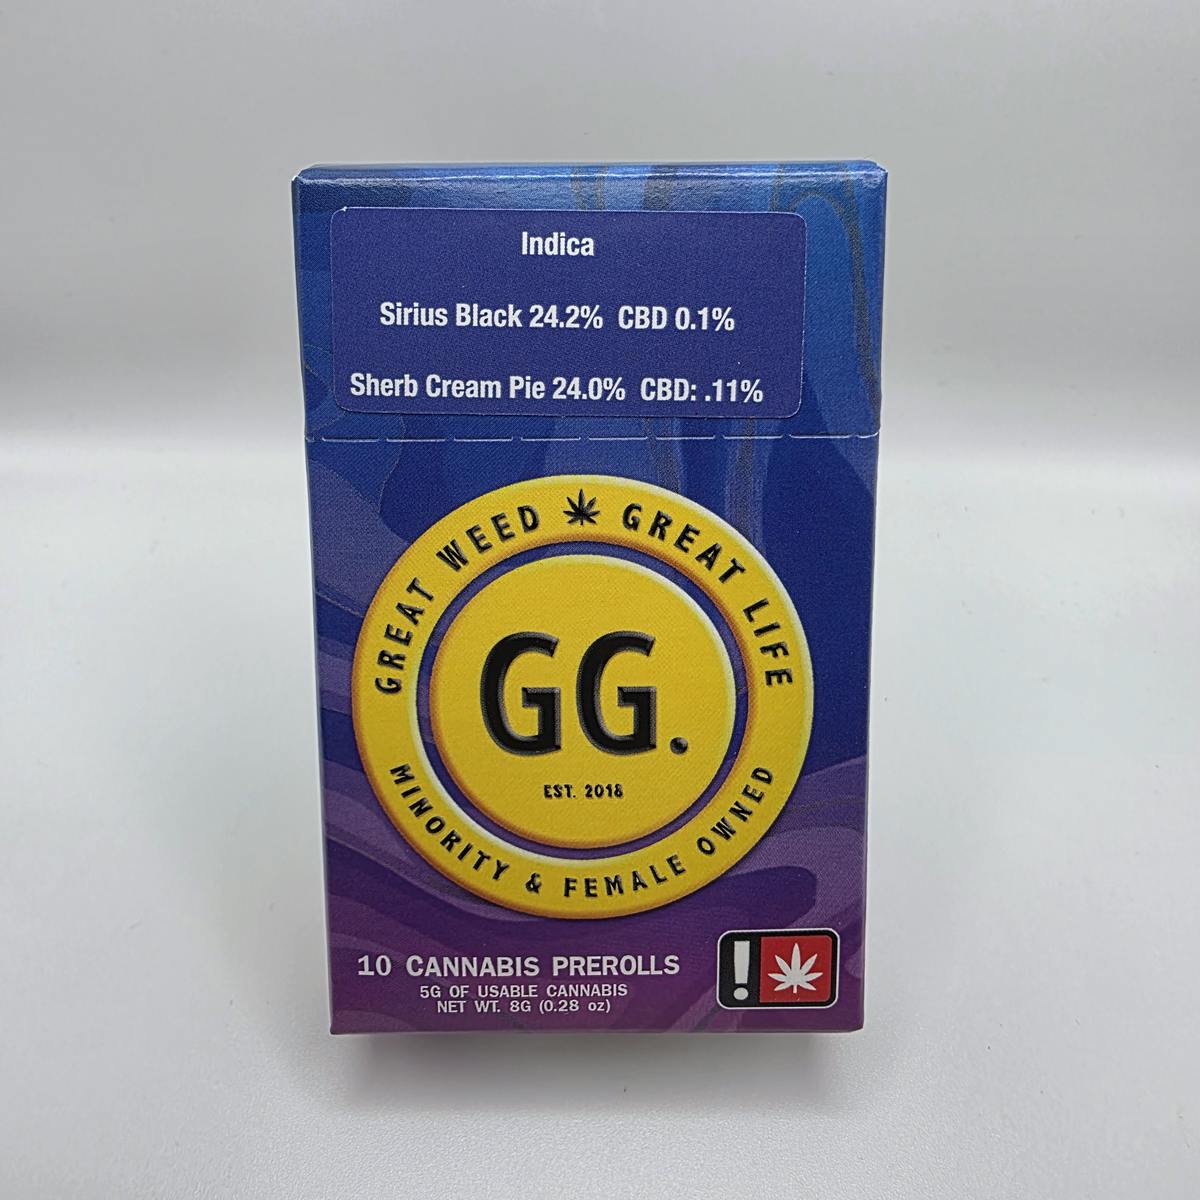 Indica
Sirius Black 24.2% CBD 0.1%
Sherb Cream Pie 24.0% CBD: .11%
GREAT WEED GREAT LIFE
GG.
EST. 2018
MINORITY & FEMALE OWNED
10 CANNABIS PREROLLS
5G OF USABLE CANNABIS
NET WT. 8G (0.28 oz)
!